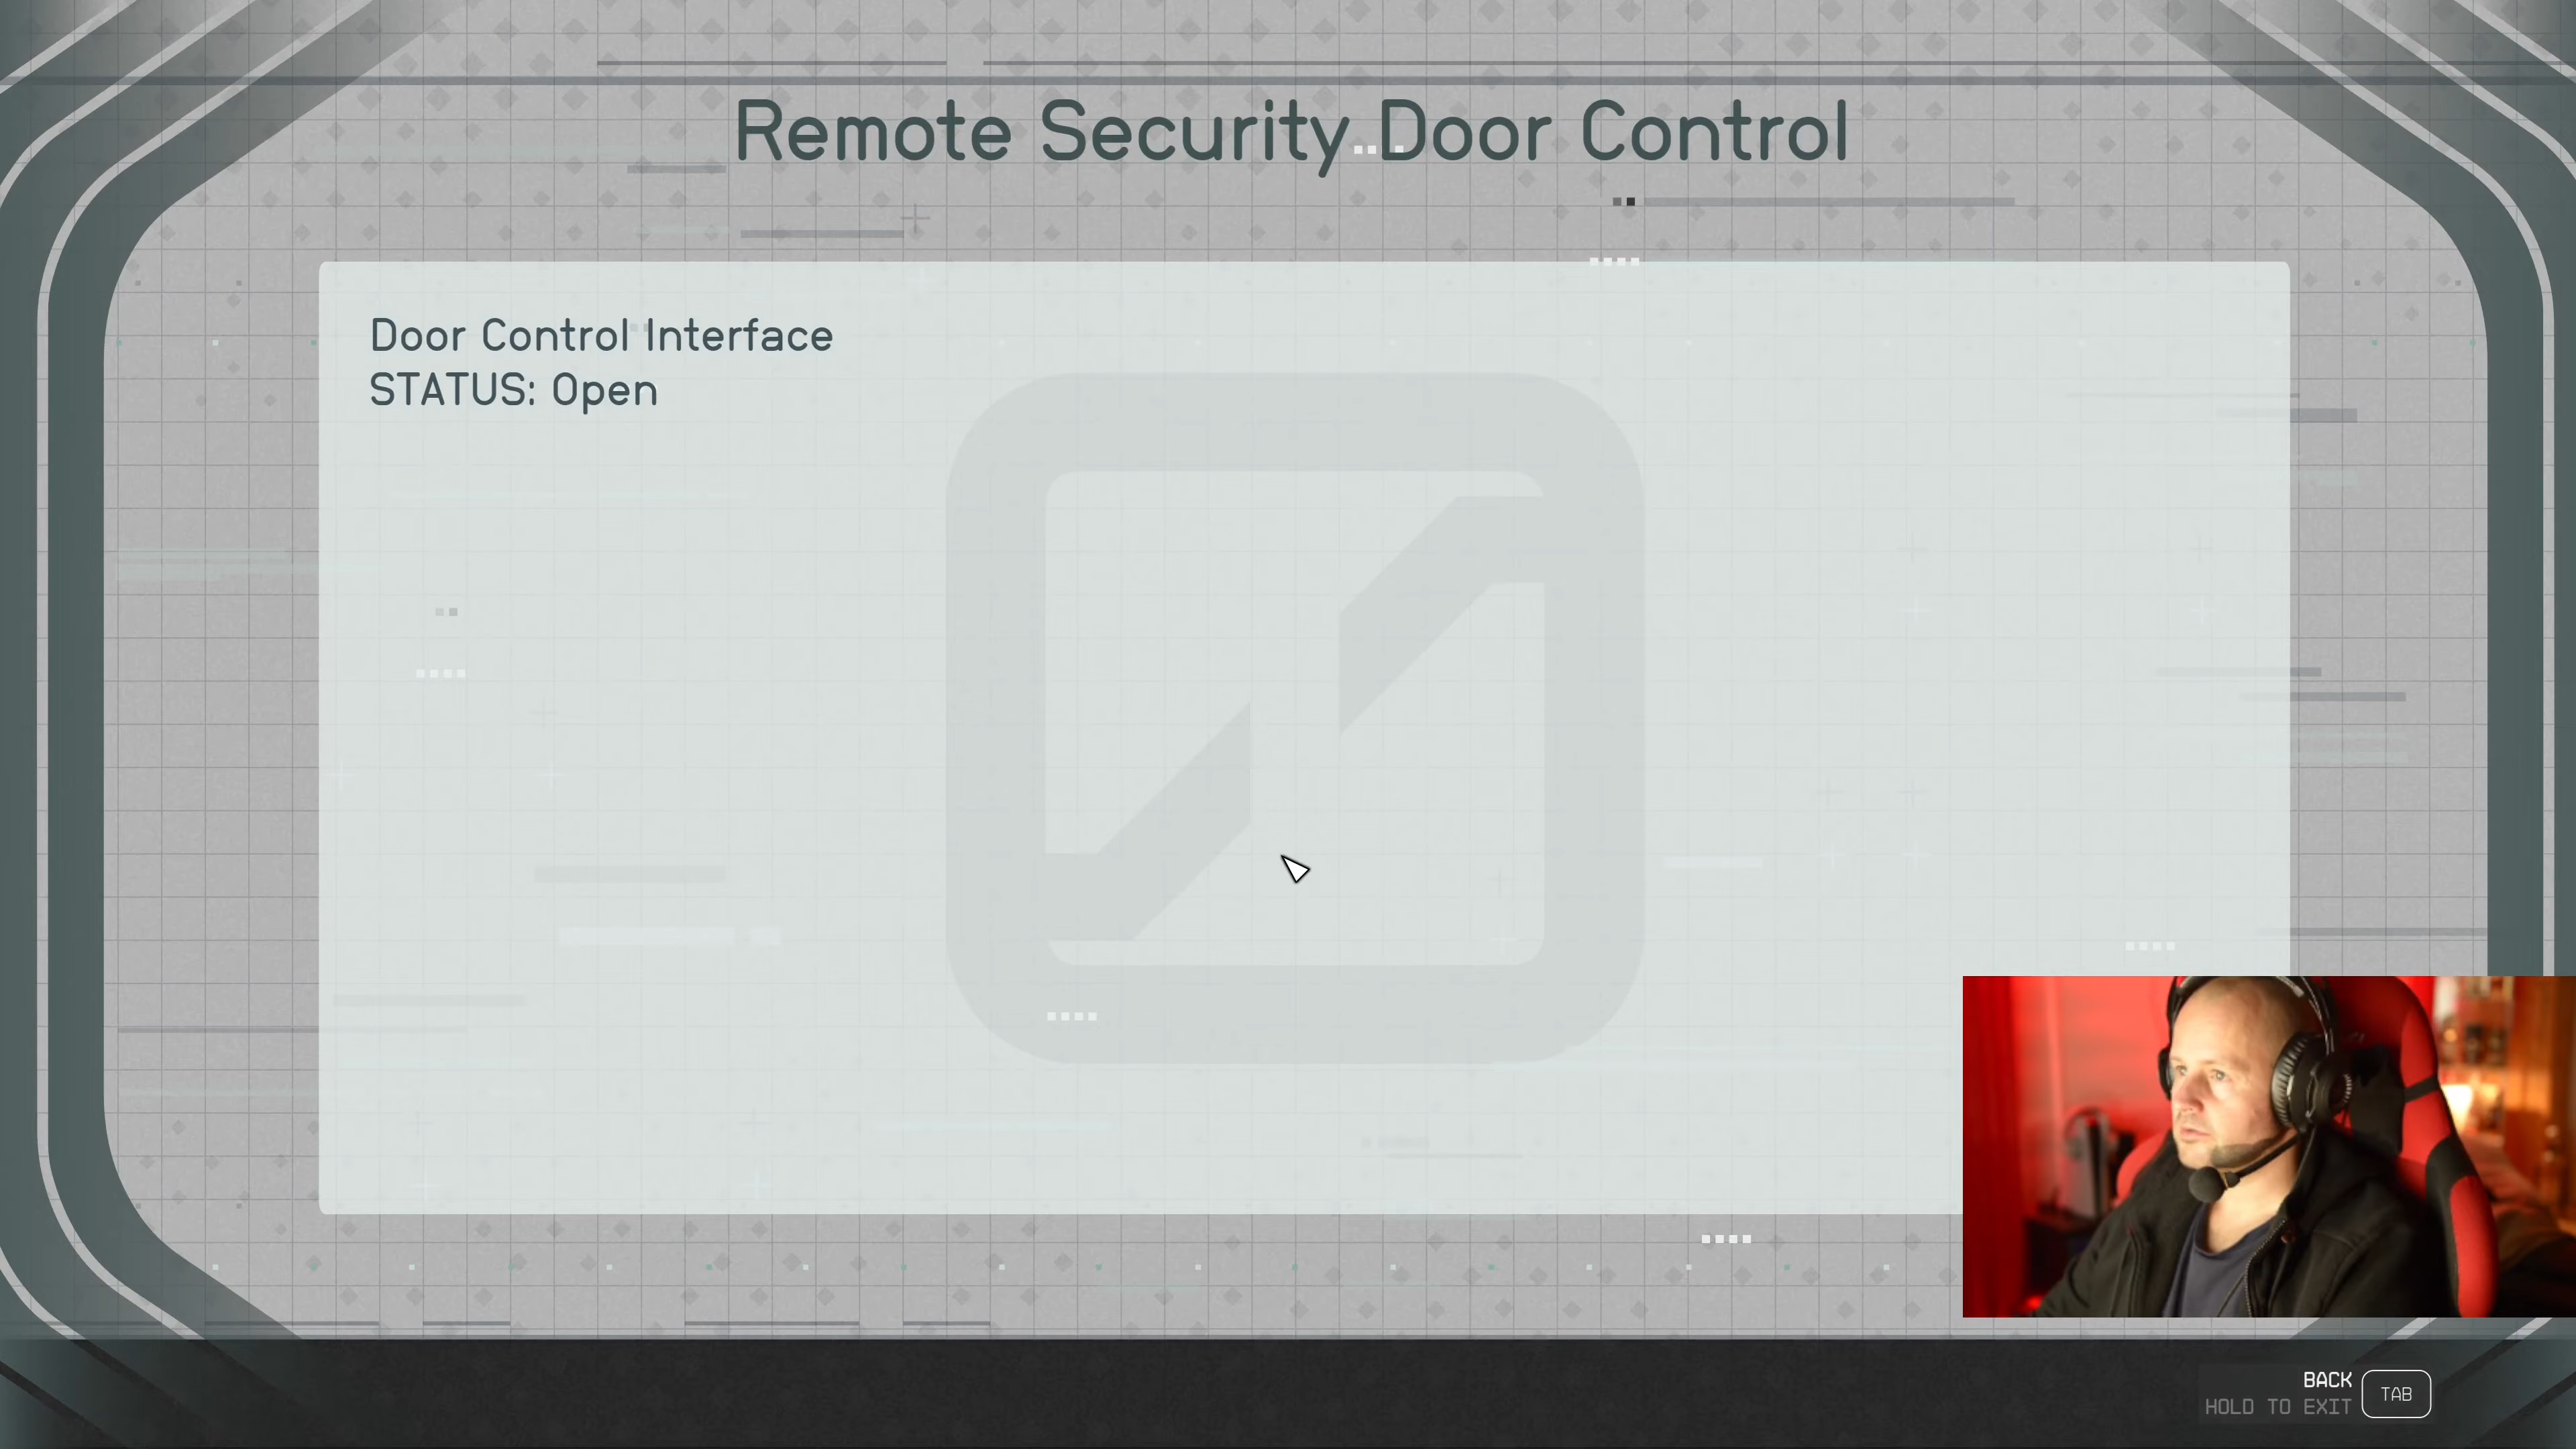 Remote Security Door Control
Door Control Interface
STATUS: Open
BACK
HOLD TO EXIT
TAB